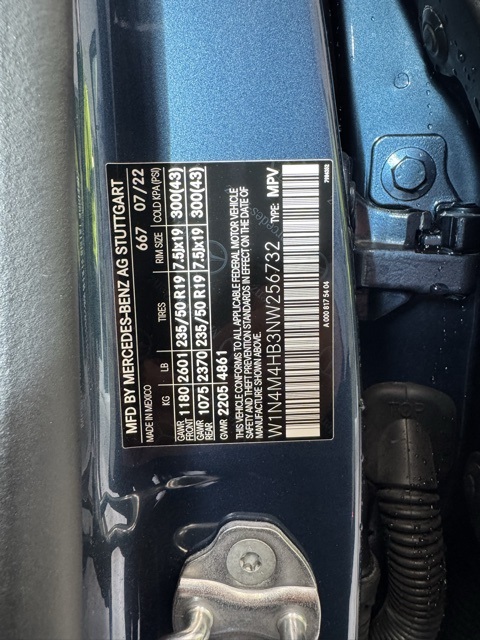 MFD BY MERCEDES-BENZ AG STUTTGART
MADE IN MEXICO 667 07/22
KG LB TIRES RIM SIZE COLD KPA (PSI)
GAWR FRONT 1180 2601 235/50 R19 7.5Jx19 300(43)
GAWR REAR 1075 2370 235/50 R19 7.5Jx19 300(43)
GVWR 2205 4861
THIS VEHICLE CONFORMS TO ALL APPLICABLE FEDERAL MOTOR VEHICLE
SAFETY AND THEFT PREVENTION STANDARDS IN EFFECT ON THE DATE OF
MANUFACTURE SHOWN ABOVE.
W1N4M4HB3NW256732 TYPE: MPV
A 000 817 54 04